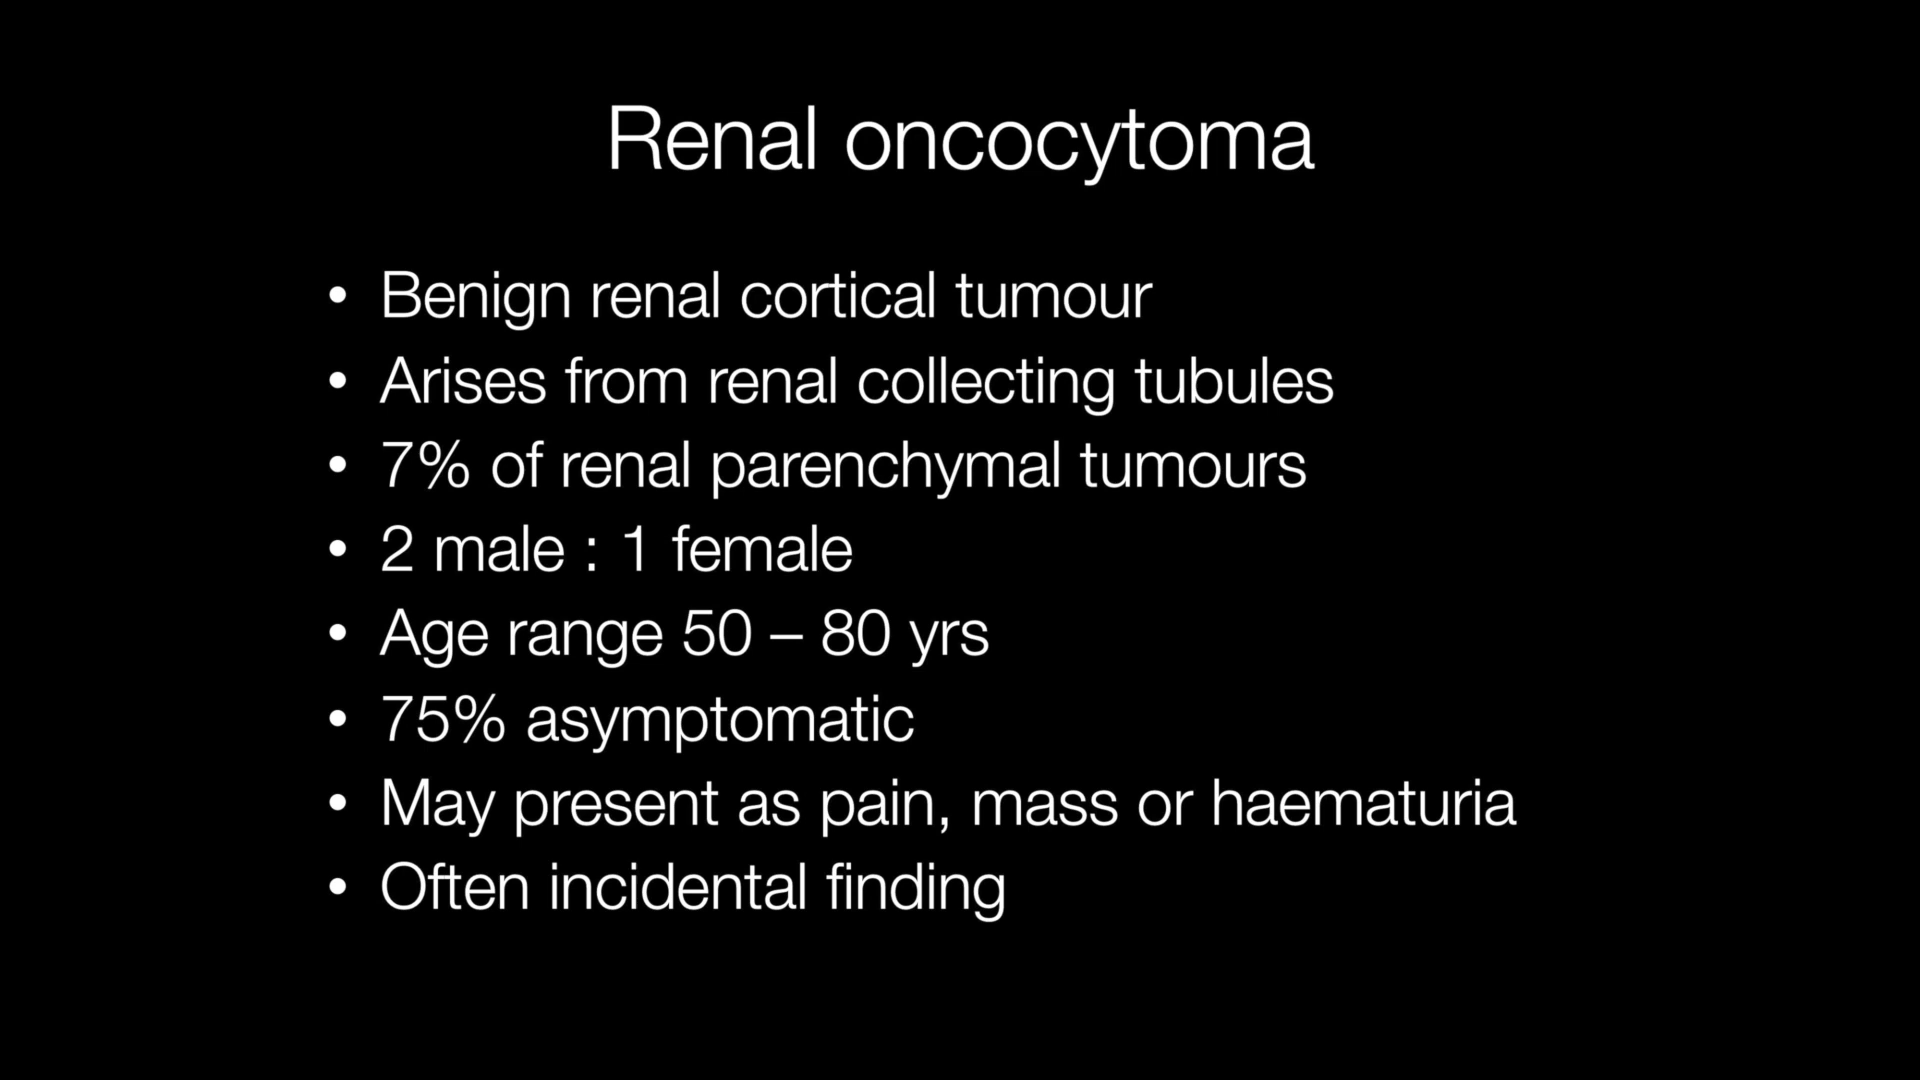 Renal oncocytoma
• Benign renal cortical tumour
• Arises from renal collecting tubules
• 7% of renal parenchymal tumours
• 2 male : 1 female
• Age range 50 – 80 yrs
• 75% asymptomatic
• May present as pain, mass or haematuria
• Often incidental finding